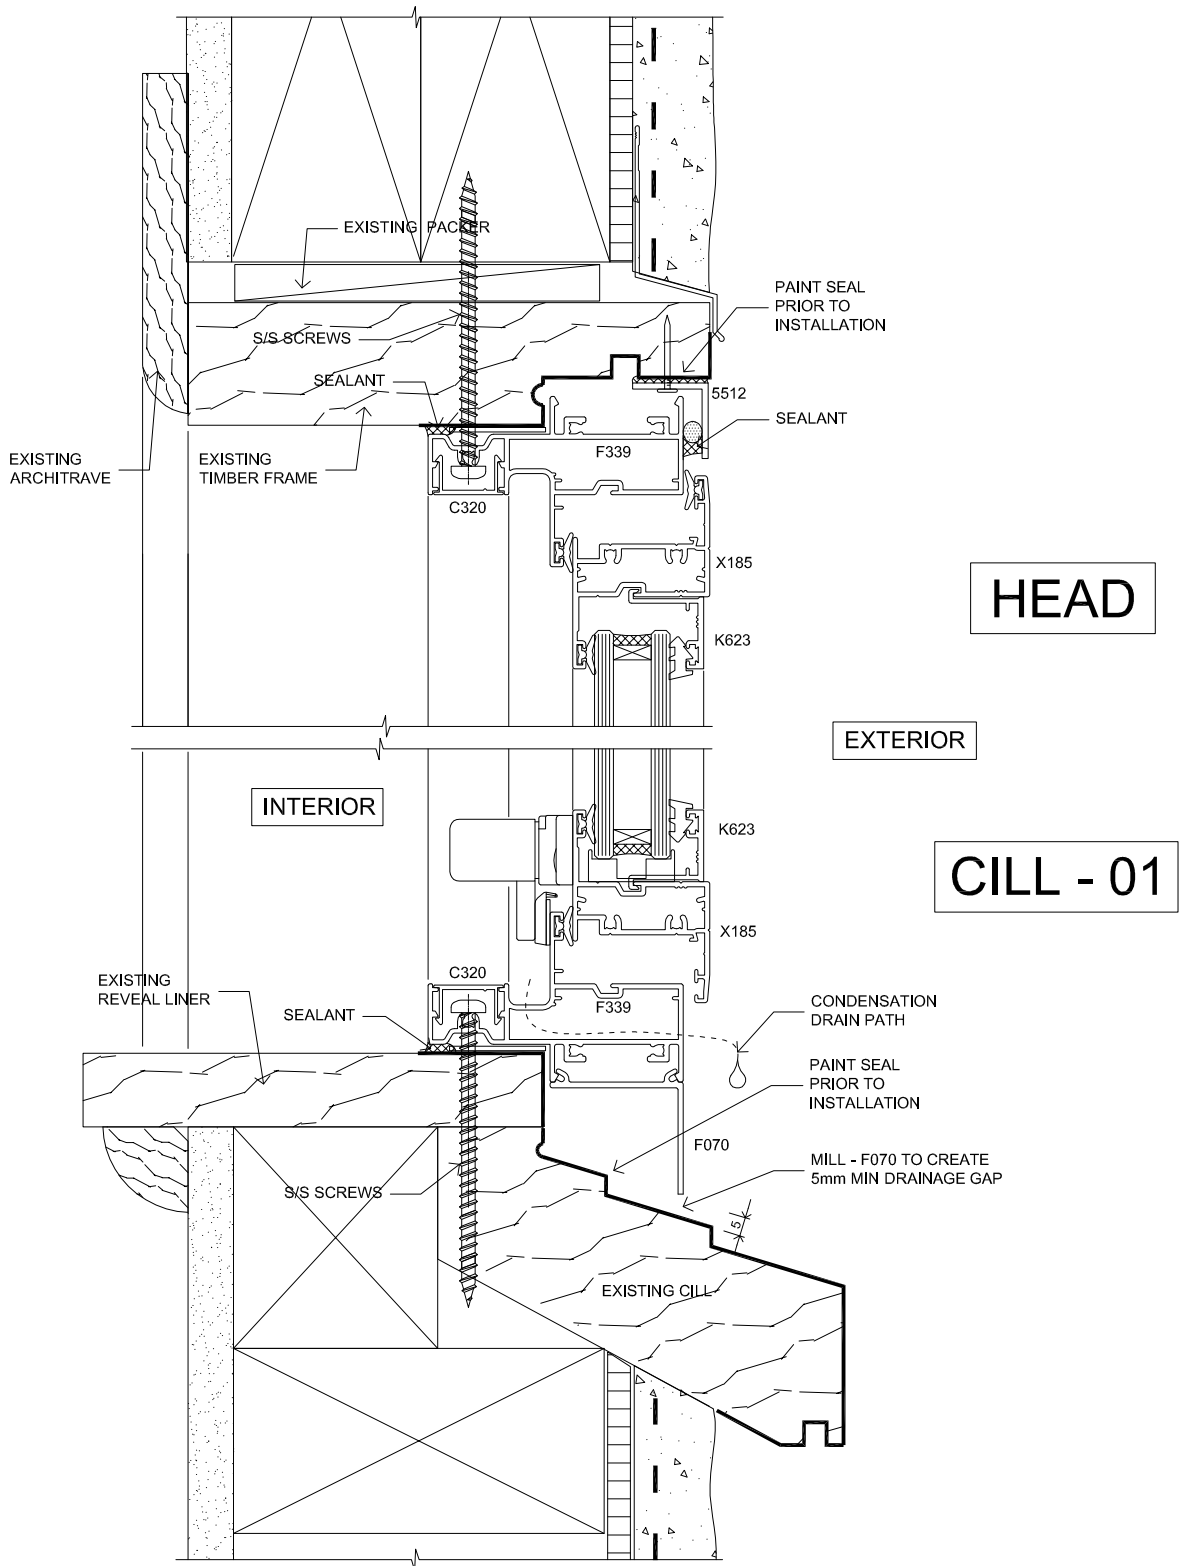 EXISTING PACKER
PAINT SEAL
PRIOR TO
INSTALLATION
S/S SCREWS
SEALANT
5512
SEALANT
EXISTING
ARCHITRAVE
EXISTING
TIMBER FRAME
F339
C320
X185
HEAD
K623
EXTERIOR
INTERIOR
K623
CILL - 01
X185
EXISTING
REVEAL LINER
C320
SEALANT
F339
CONDENSATION
DRAIN PATH
PAINT SEAL
PRIOR TO
INSTALLATION
F070
MILL - F070 TO CREATE
5mm MIN DRAINAGE GAP
S/S SCREWS
5
EXISTING CILL